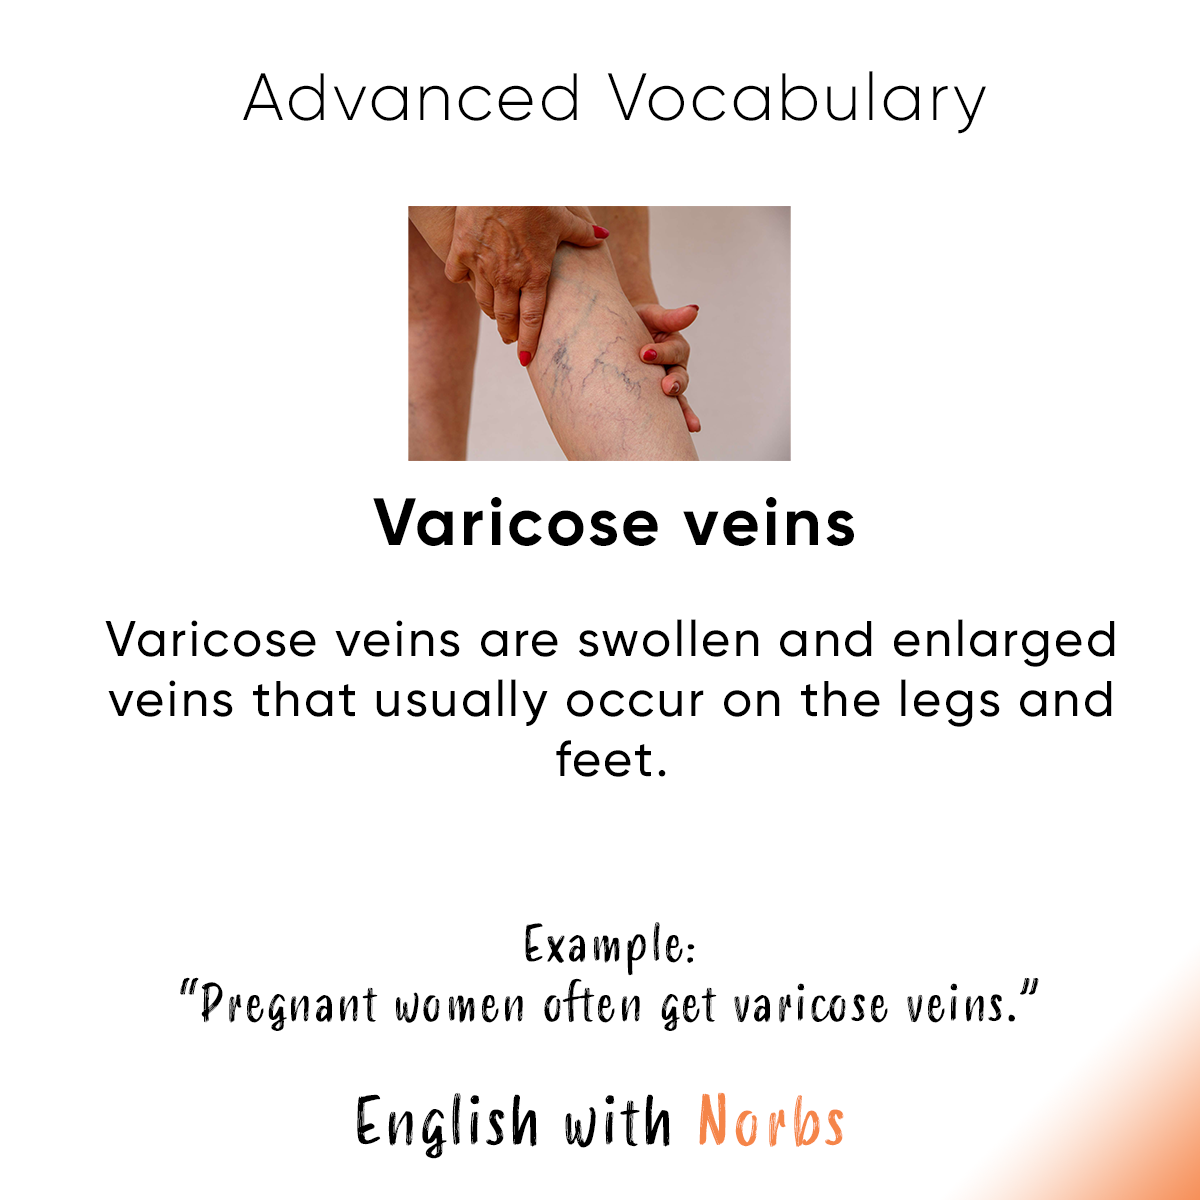 Advanced Vocabulary
Varicose veins
Varicose veins are swollen and enlarged
veins that usually occur on the legs and
feet.
Example:
“Pregnant women often get varicose veins.”
English with Norbs